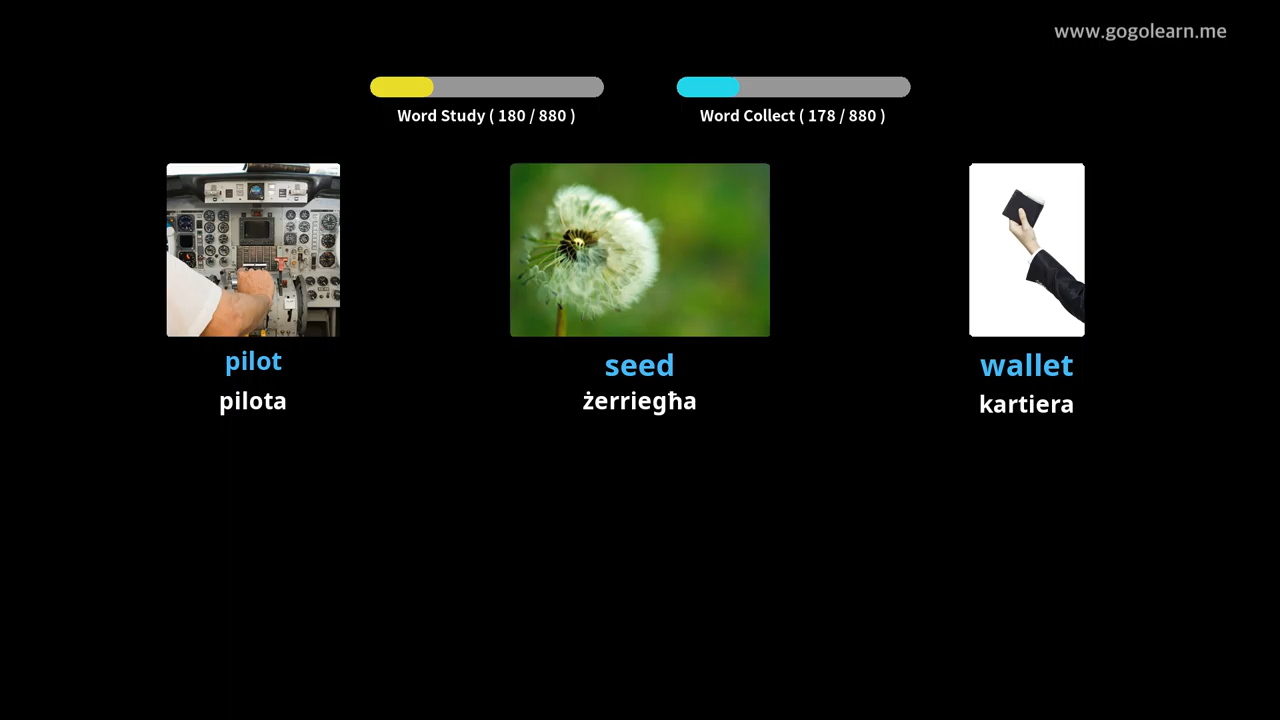 www.gogolearn.me
Word Study ( 180 / 880 )
Word Collect ( 178 / 880 )
pilot
pilota
seed
żerriegħa
wallet
kartiera